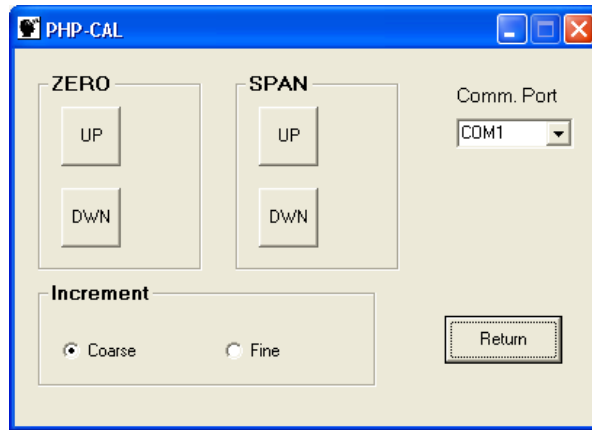 PHP-CAL
ZERO
UP
DWN
SPAN
UP
DWN
Comm. Port
COM1
Increment
Coarse
Fine
Return